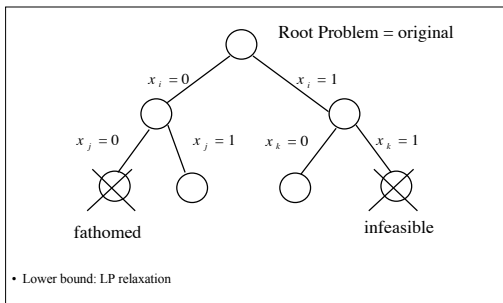 Root Problem = original
x_i = 0
x_i = 1
x_j = 0
x_j = 1
x_k = 0
x_k = 1
fathomed
infeasible
• Lower bound: LP relaxation